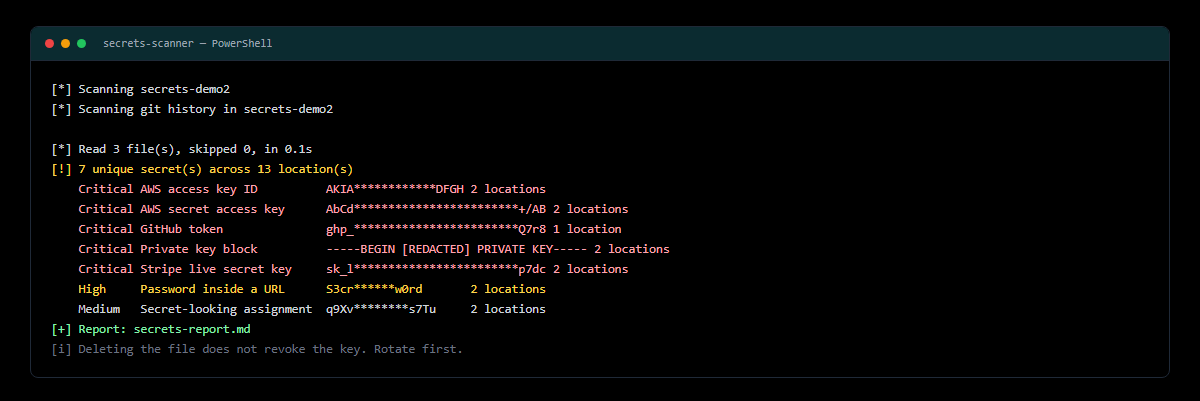 secrets-scanner — PowerShell
[*] Scanning secrets-demo2
[*] Scanning git history in secrets-demo2
[*] Read 3 file(s), skipped 0, in 0.1s
[!] 7 unique secret(s) across 13 location(s)
Critical AWS access key ID AKIA************DFGH 2 locations
Critical AWS secret access key AbCd************************+/AB 2 locations
Critical GitHub token ghp_************************Q7r8 1 location
Critical Private key block -----BEGIN [REDACTED] PRIVATE KEY----- 2 locations
Critical Stripe live secret key sk_l************************p7dc 2 locations
High Password inside a URL S3cr******w0rd 2 locations
Medium Secret-looking assignment q9Xv********s7Tu 2 locations
[+] Report: secrets-report.md
[i] Deleting the file does not revoke the key. Rotate first.